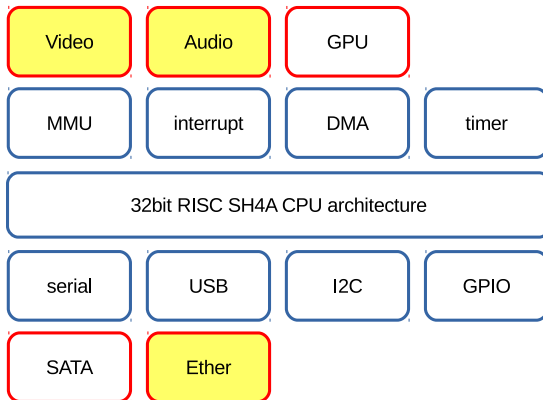 Video
Audio
GPU
MMU
interrupt
DMA
timer
32bit RISC SH4A CPU architecture
serial
USB
I2C
GPIO
SATA
Ether